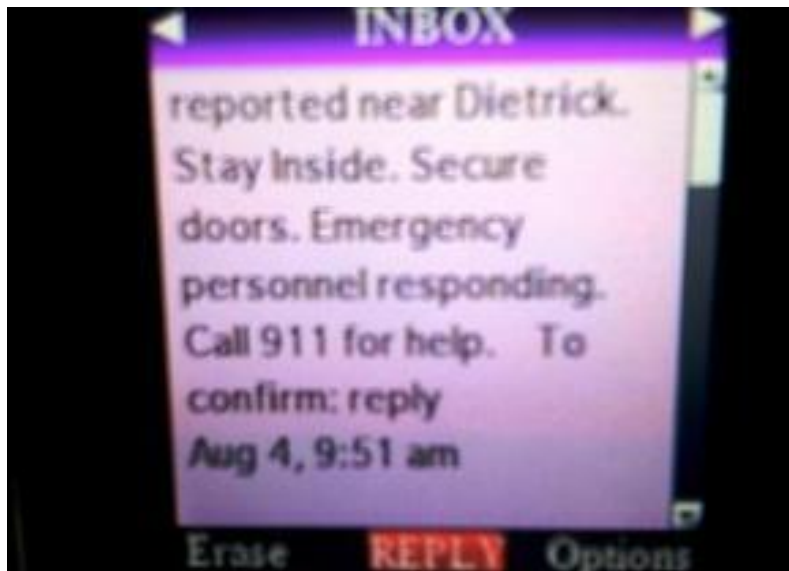 INBOX
reported near Dietrick.
Stay Inside. Secure
doors. Emergency
personnel responding.
Call 911 for help. To
confirm: reply
Aug 4, 9:51 am
Erase REPLY Options